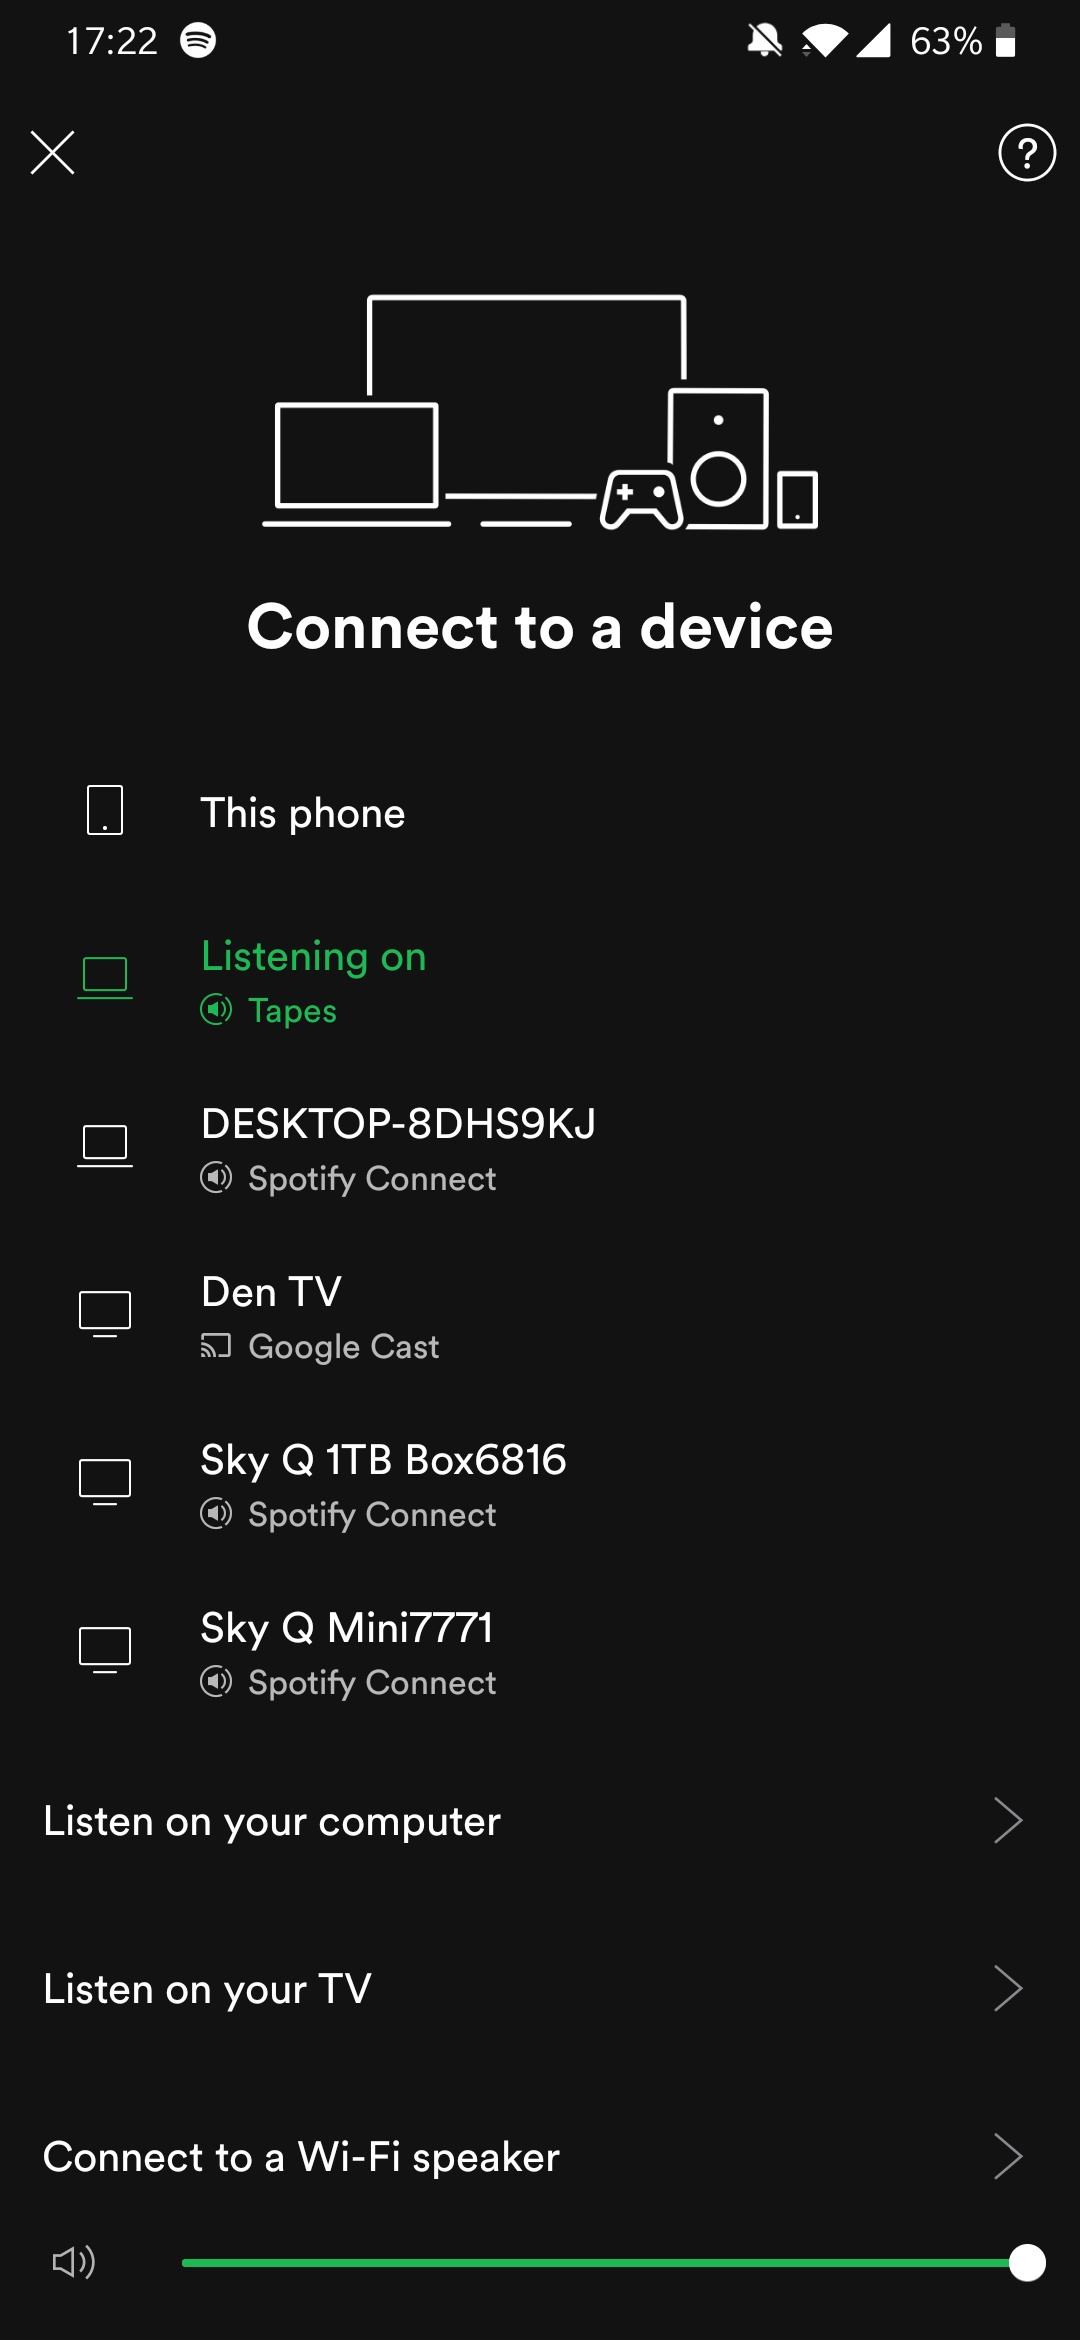 17:22 63%
?
Connect to a device
This phone
Listening on
Tapes
DESKTOP-8DHS9KJ
Spotify Connect
Den TV
Google Cast
Sky Q 1TB Box6816
Spotify Connect
Sky Q Mini7771
Spotify Connect
Listen on your computer
Listen on your TV
Connect to a Wi-Fi speaker